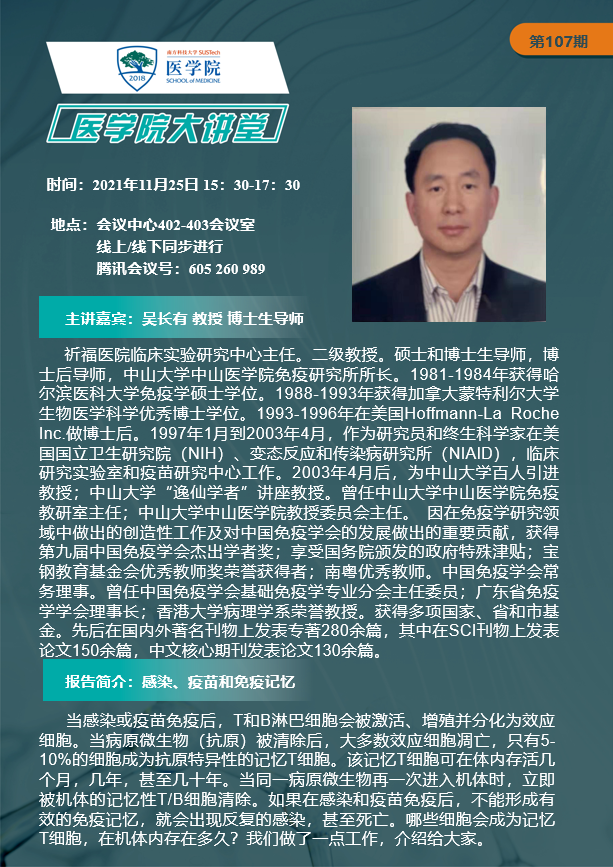 第107期
南方科技大学 SUSTech
医学院
SCHOOL of MEDICINE
2018
医学院大讲堂
时间：2021年11月25日 15：30-17：30
地点：会议中心402-403会议室
线上/线下同步进行
腾讯会议号：605 260 989
主讲嘉宾：吴长有 教授 博士生导师
祈福医院临床实验研究中心主任。二级教授。硕士和博士生导师，博
士后导师，中山大学中山医学院免疫研究所所长。1981-1984年获得哈
尔滨医科大学免疫学硕士学位。1988-1993年获得加拿大蒙特利尔大学
生物医学科学优秀博士学位。1993-1996年在美国Hoffmann-La Roche
Inc.做博士后。1997年1月到2003年4月，作为研究员和终生科学家在美
国国立卫生研究院（NIH）、变态反应和传染病研究所（NIAID），临床
研究实验室和疫苗研究中心工作。2003年4月后，为中山大学百人引进
教授；中山大学“逸仙学者”讲座教授。曾任中山大学中山医学院免疫
教研室主任；中山大学中山医学院教授委员会主任。 因在免疫学研究领
域中做出的创造性工作及对中国免疫学会的发展做出的重要贡献，获得
第九届中国免疫学会杰出学者奖；享受国务院颁发的政府特殊津贴；宝
钢教育基金会优秀教师奖荣誉获得者；南粤优秀教师。中国免疫学会常
务理事。曾任中国免疫学会基础免疫学专业分会主任委员；广东省免疫
学学会理事长；香港大学病理学系荣誉教授。获得多项国家、省和市基
金。先后在国内外著名刊物上发表专著280余篇，其中在SCI刊物上发表
论文150余篇，中文核心期刊发表论文130余篇。
报告简介：感染、疫苗和免疫记忆
当感染或疫苗免疫后，T和B淋巴细胞会被激活、增殖并分化为效应
细胞。当病原微生物（抗原）被清除后，大多数效应细胞凋亡，只有5-
10%的细胞成为抗原特异性的记忆T细胞。该记忆T细胞可在体内存活几
个月，几年，甚至几十年。当同一病原微生物再一次进入机体时，立即
被机体的记忆性T/B细胞清除。如果在感染和疫苗免疫后，不能形成有
效的免疫记忆，就会出现反复的感染，甚至死亡。哪些细胞会成为记忆
T细胞，在机体内存在多久？我们做了一点工作，介绍给大家。